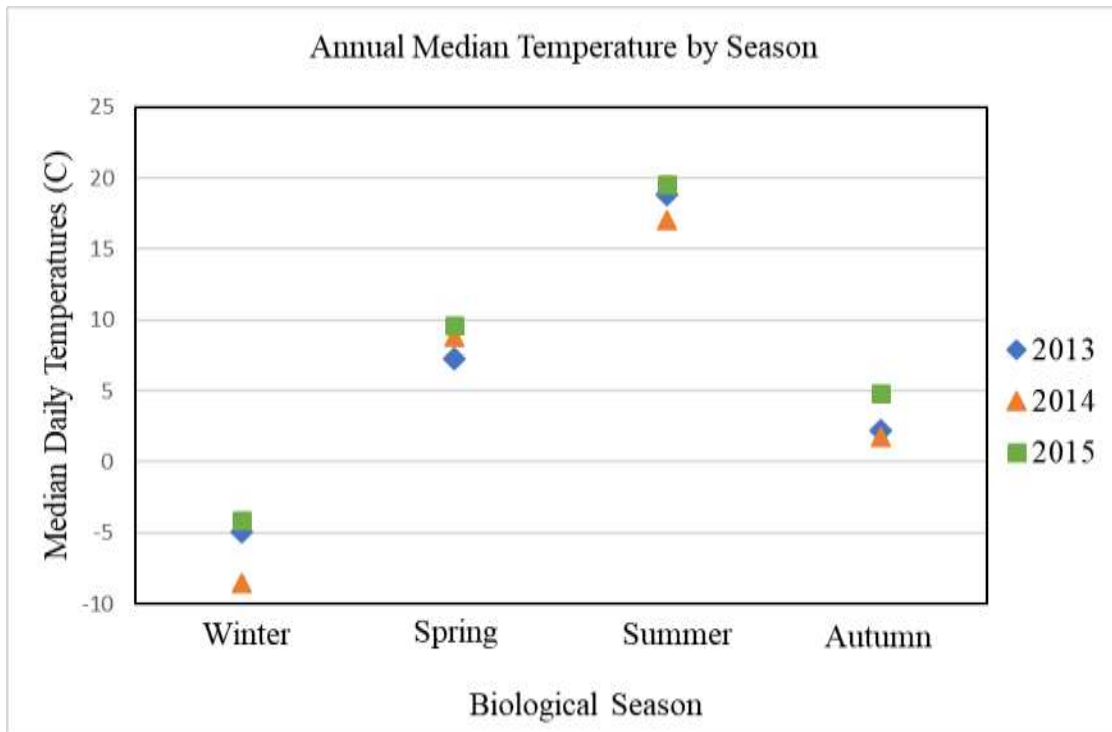 Annual Median Temperature by Season
25
20
15
10
5
0
-5
-10
Median Daily Temperatures (C)
Winter
Spring
Summer
Autumn
Biological Season
2013
2014
2015